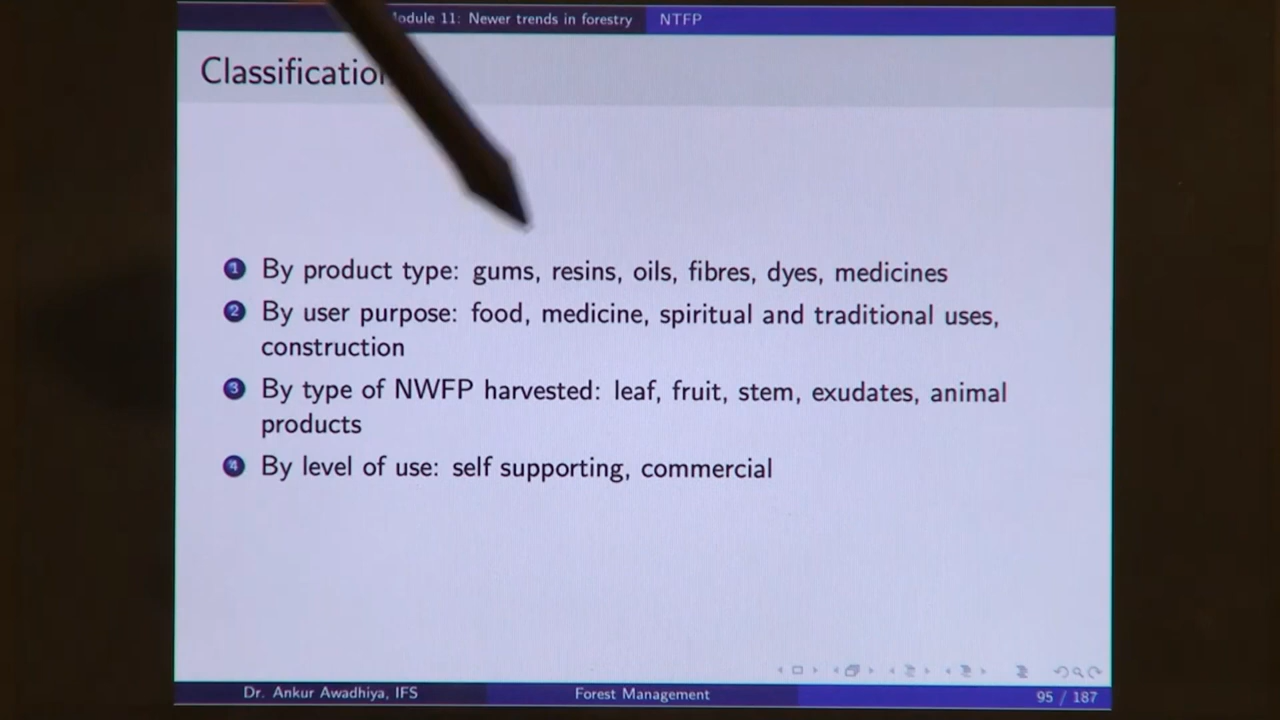 Module 11: Newer trends in forestry NTFP
Classification
1 By product type: gums, resins, oils, fibres, dyes, medicines
2 By user purpose: food, medicine, spiritual and traditional uses,
construction
3 By type of NWFP harvested: leaf, fruit, stem, exudates, animal
products
4 By level of use: self supporting, commercial
Dr. Ankur Awadhiya, IFS Forest Management 95 / 187